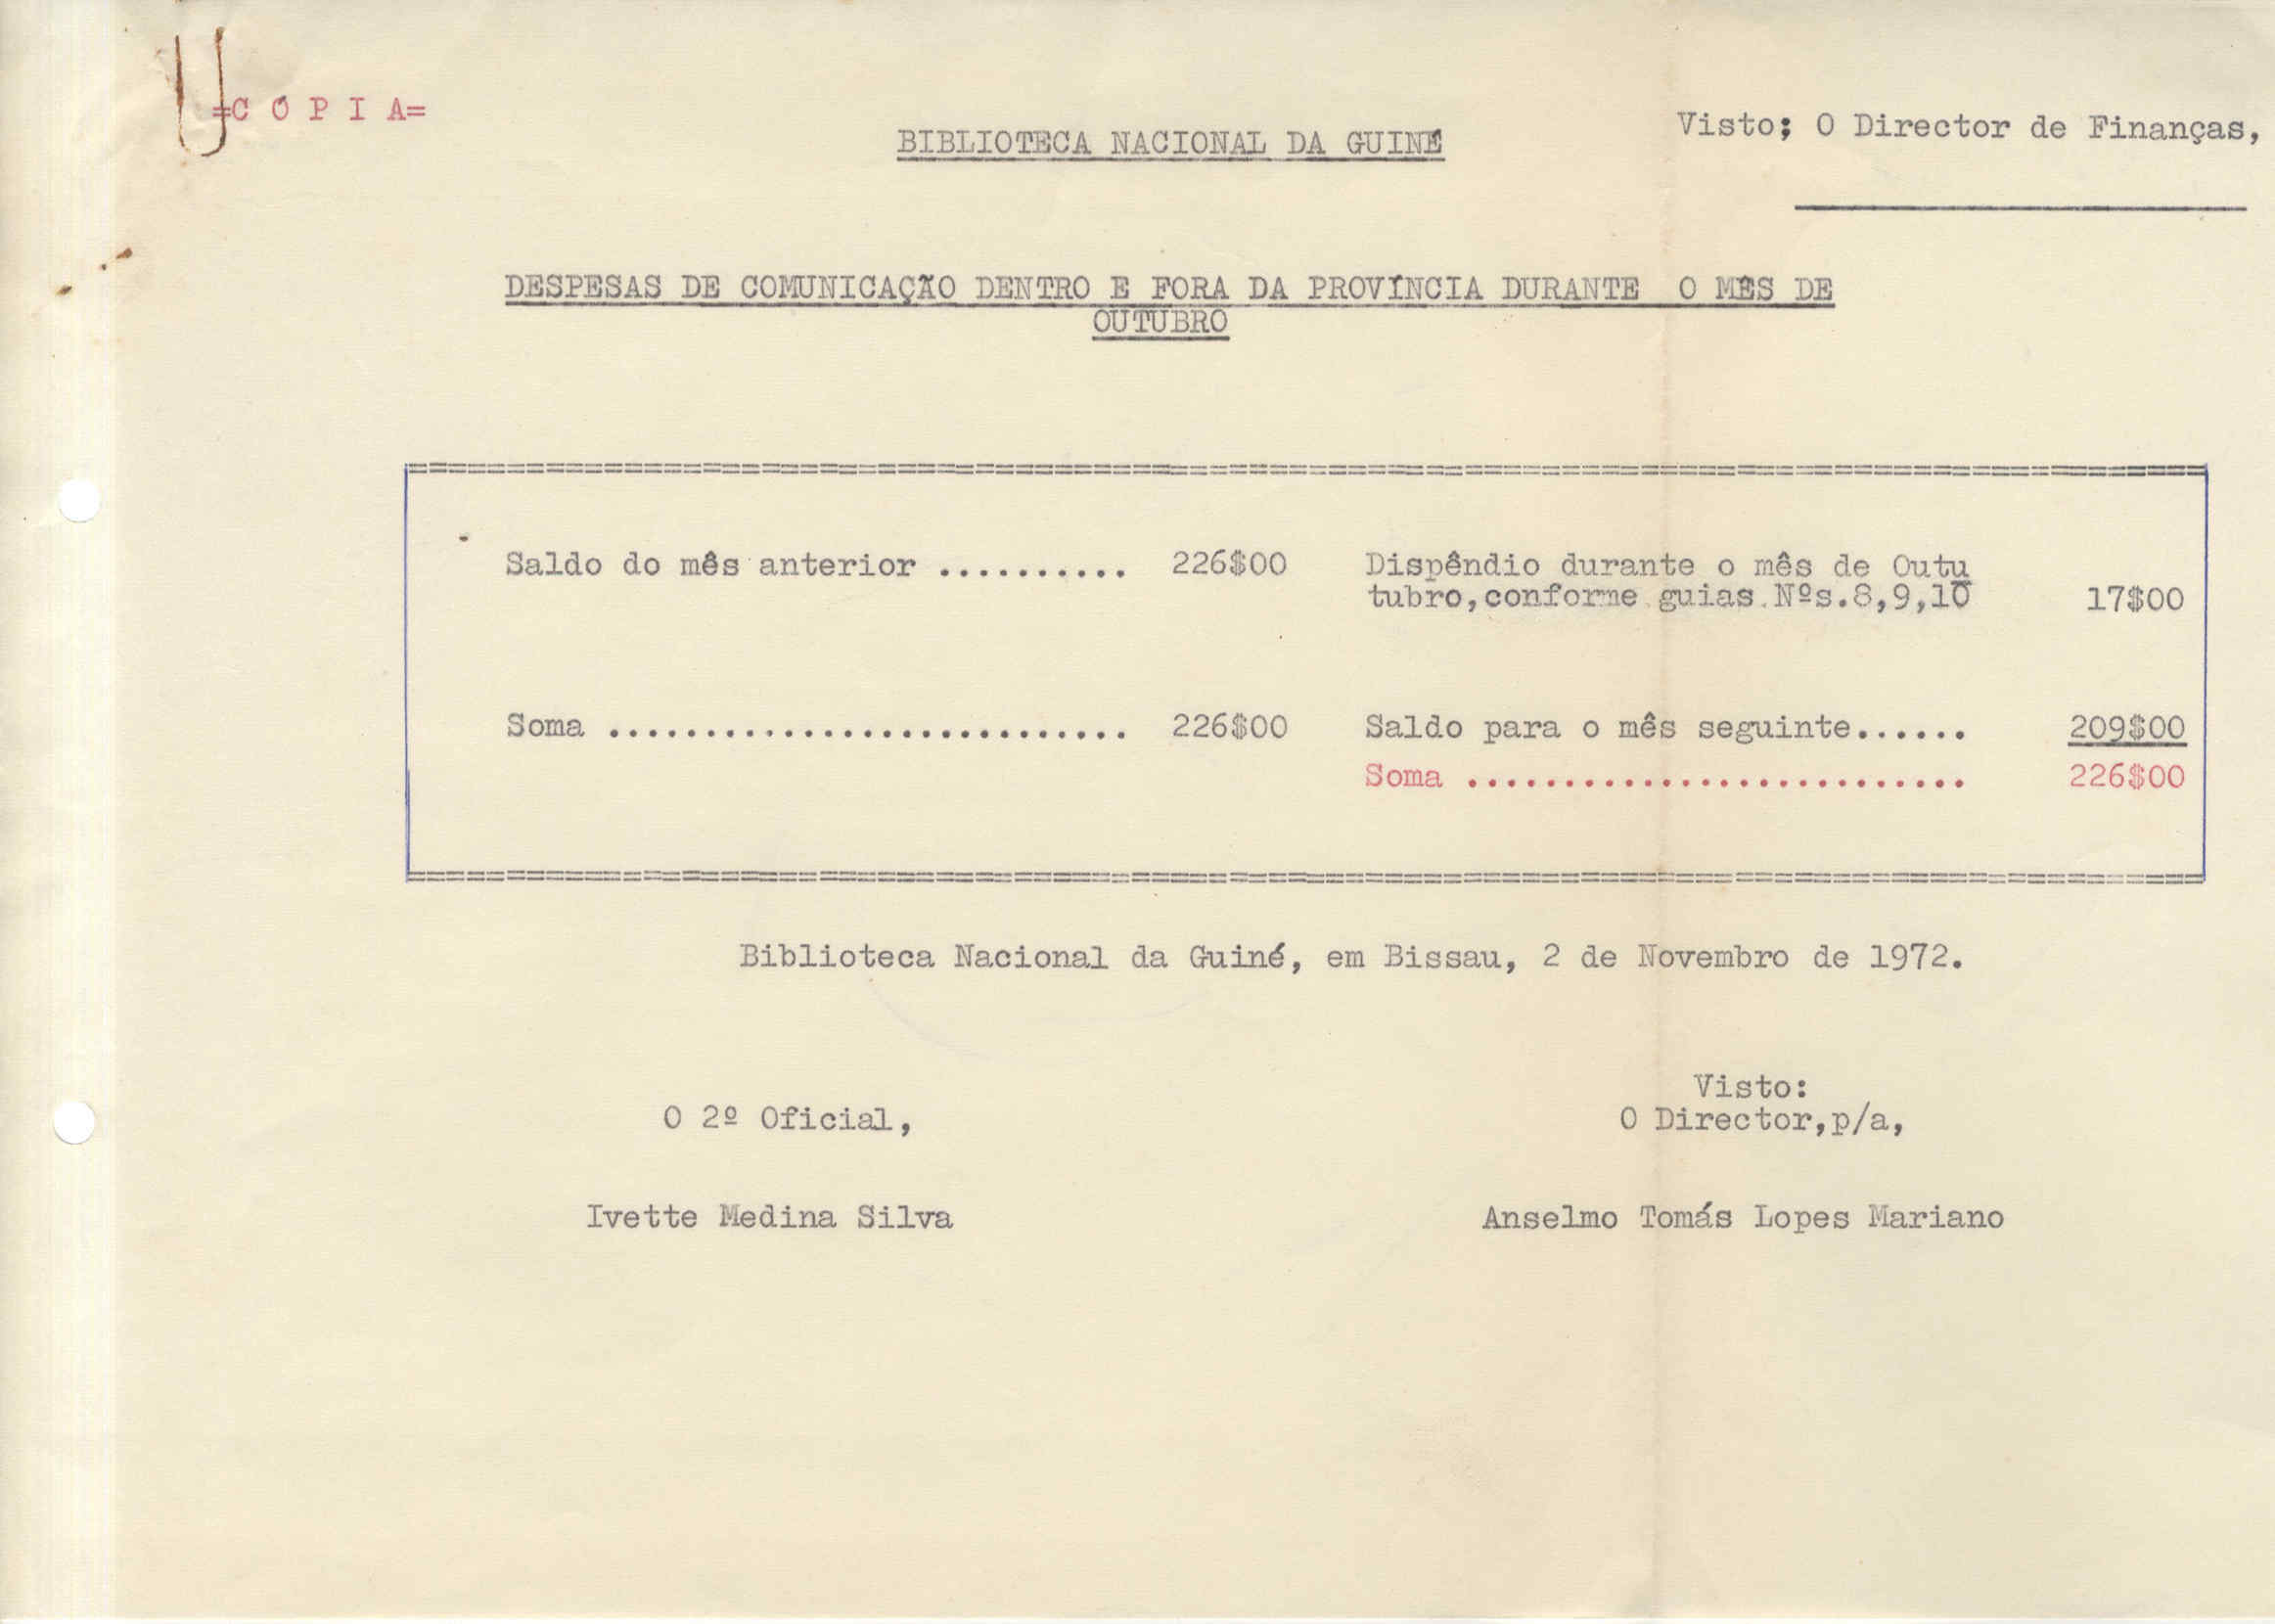 =C Ó P I A=
Visto; O Director de Finanças,
BIBLIOTECA NACIONAL DA GUINÉ
DESPESAS DE COMUNICAÇÃO DENTRO E FORA DA PROVÍNCIA DURANTE O MÊS DE
OUTUBRO
Saldo do mês anterior .......... 226$00
Dispêndio durante o mês de Outu
tubro,conforme guias Nºs.8,9,10 17$00
Soma ........................... 226$00
Saldo para o mês seguinte...... 209$00
Soma .......................... 226$00
Biblioteca Nacional da Guiné, em Bissau, 2 de Novembro de 1972.
O 2º Oficial,
Ivette Medina Silva
Visto:
O Director,p/a,
Anselmo Tomás Lopes Mariano